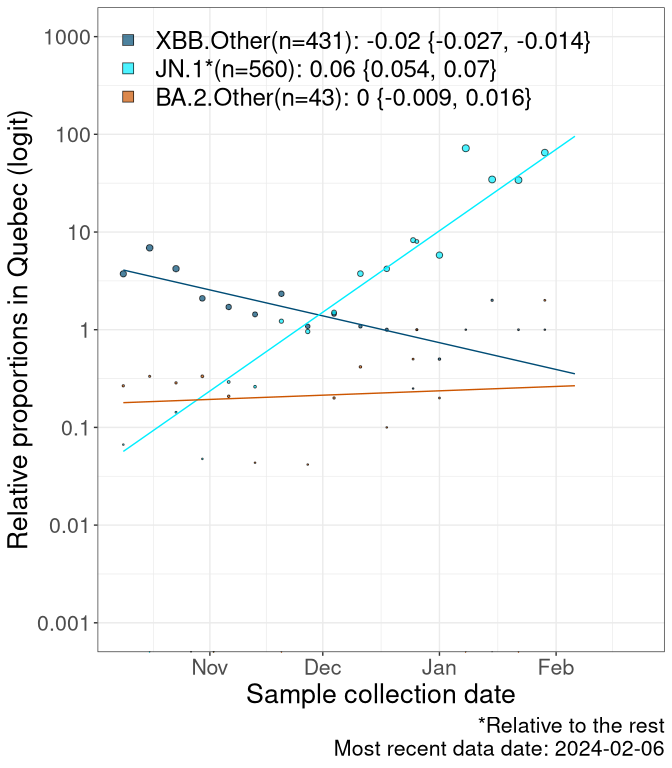 XBB.Other(n=431): -0.02 {-0.027, -0.014}
JN.1*(n=560): 0.06 {0.054, 0.07}
BA.2.Other(n=43): 0 {-0.009, 0.016}
Relative proportions in Quebec (logit)
1000
100
10
1
0.1
0.01
0.001
Nov Dec Jan Feb
Sample collection date
*Relative to the rest
Most recent data date: 2024-02-06